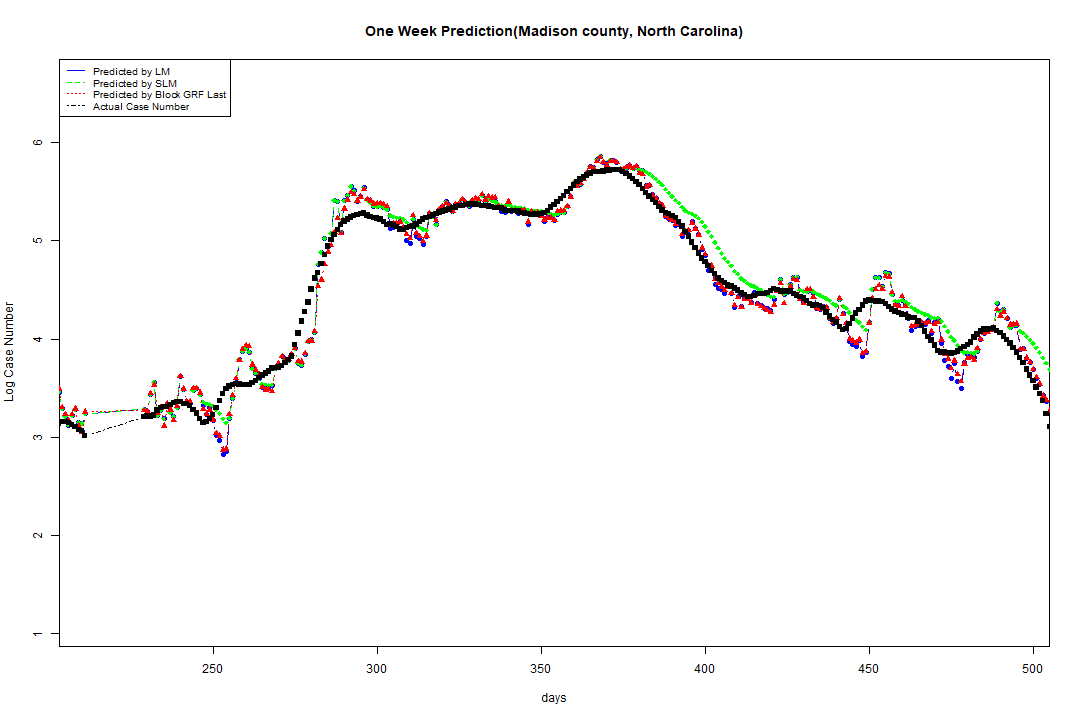 One Week Prediction(Madison county, North Carolina)
Predicted by LM
Predicted by SLM
Predicted by Block GRF Last
Actual Case Number
6
5
4
3
2
1
Log Case Number
250
300
350
400
450
500
days